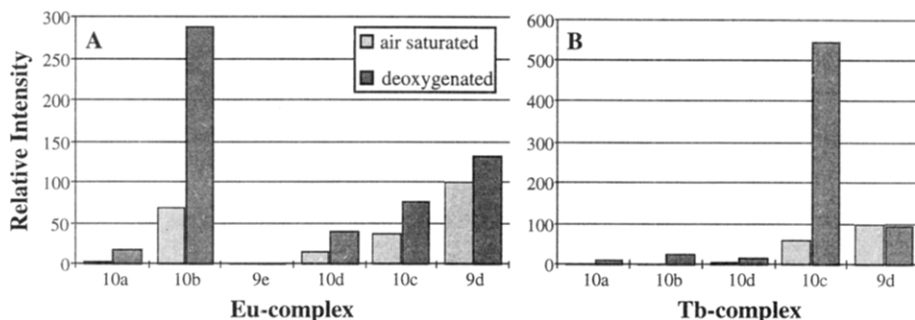 A
air saturated
deoxygenated
Relative Intensity
300
250
200
150
100
50
0
10a 10b 9e 10d 10c 9d
Eu-complex
B
600
500
400
300
200
100
0
10a 10b 10d 10c 9d
Tb-complex